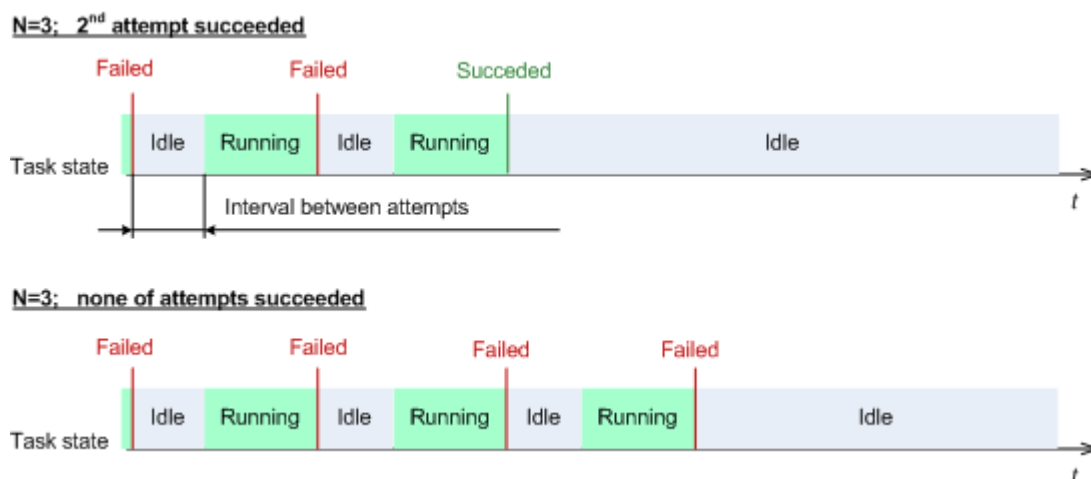 N=3; 2nd attempt succeeded
Failed Failed Succeded
Idle Running Idle Running Idle
Task state
t
Interval between attempts
N=3; none of attempts succeeded
Failed Failed Failed Failed
Idle Running Idle Running Idle Running Idle
Task state
t